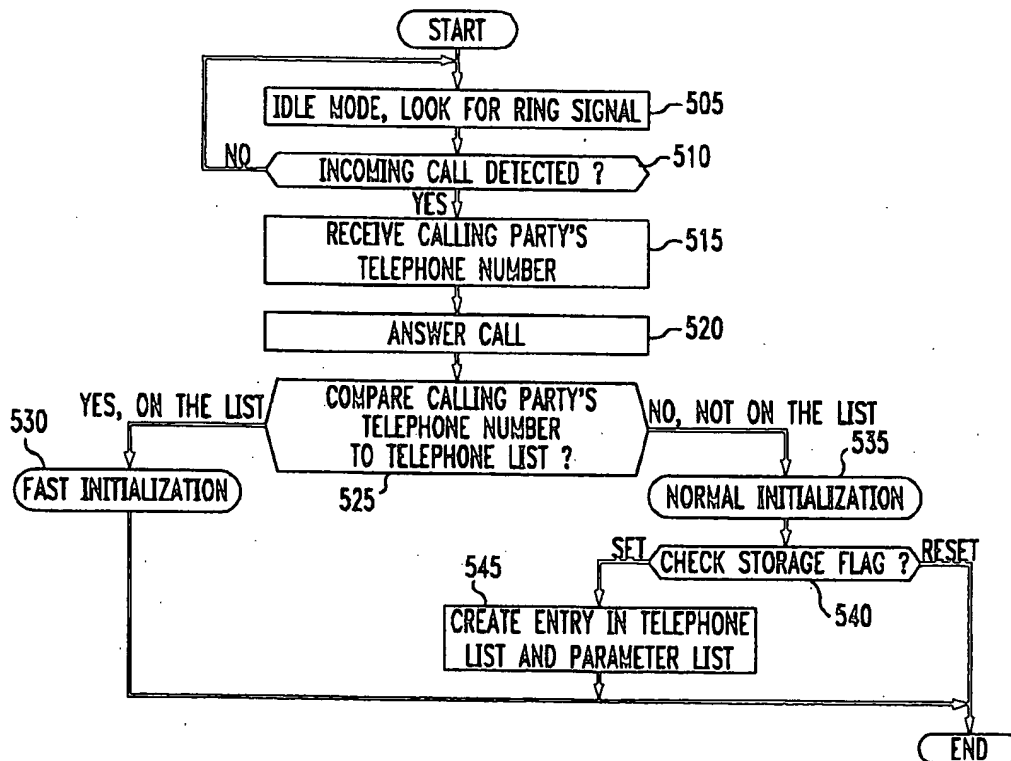 START
IDLE MODE, LOOK FOR RING SIGNAL
505
NO
INCOMING CALL DETECTED ?
510
YES
RECEIVE CALLING PARTY'S
TELEPHONE NUMBER
515
ANSWER CALL
520
YES, ON THE LIST
COMPARE CALLING PARTY'S
TELEPHONE NUMBER
TO TELEPHONE LIST ?
525
NO, NOT ON THE LIST
530
FAST INITIALIZATION
535
NORMAL INITIALIZATION
SET
CHECK STORAGE FLAG ?
RESET
540
545
CREATE ENTRY IN TELEPHONE
LIST AND PARAMETER LIST
END